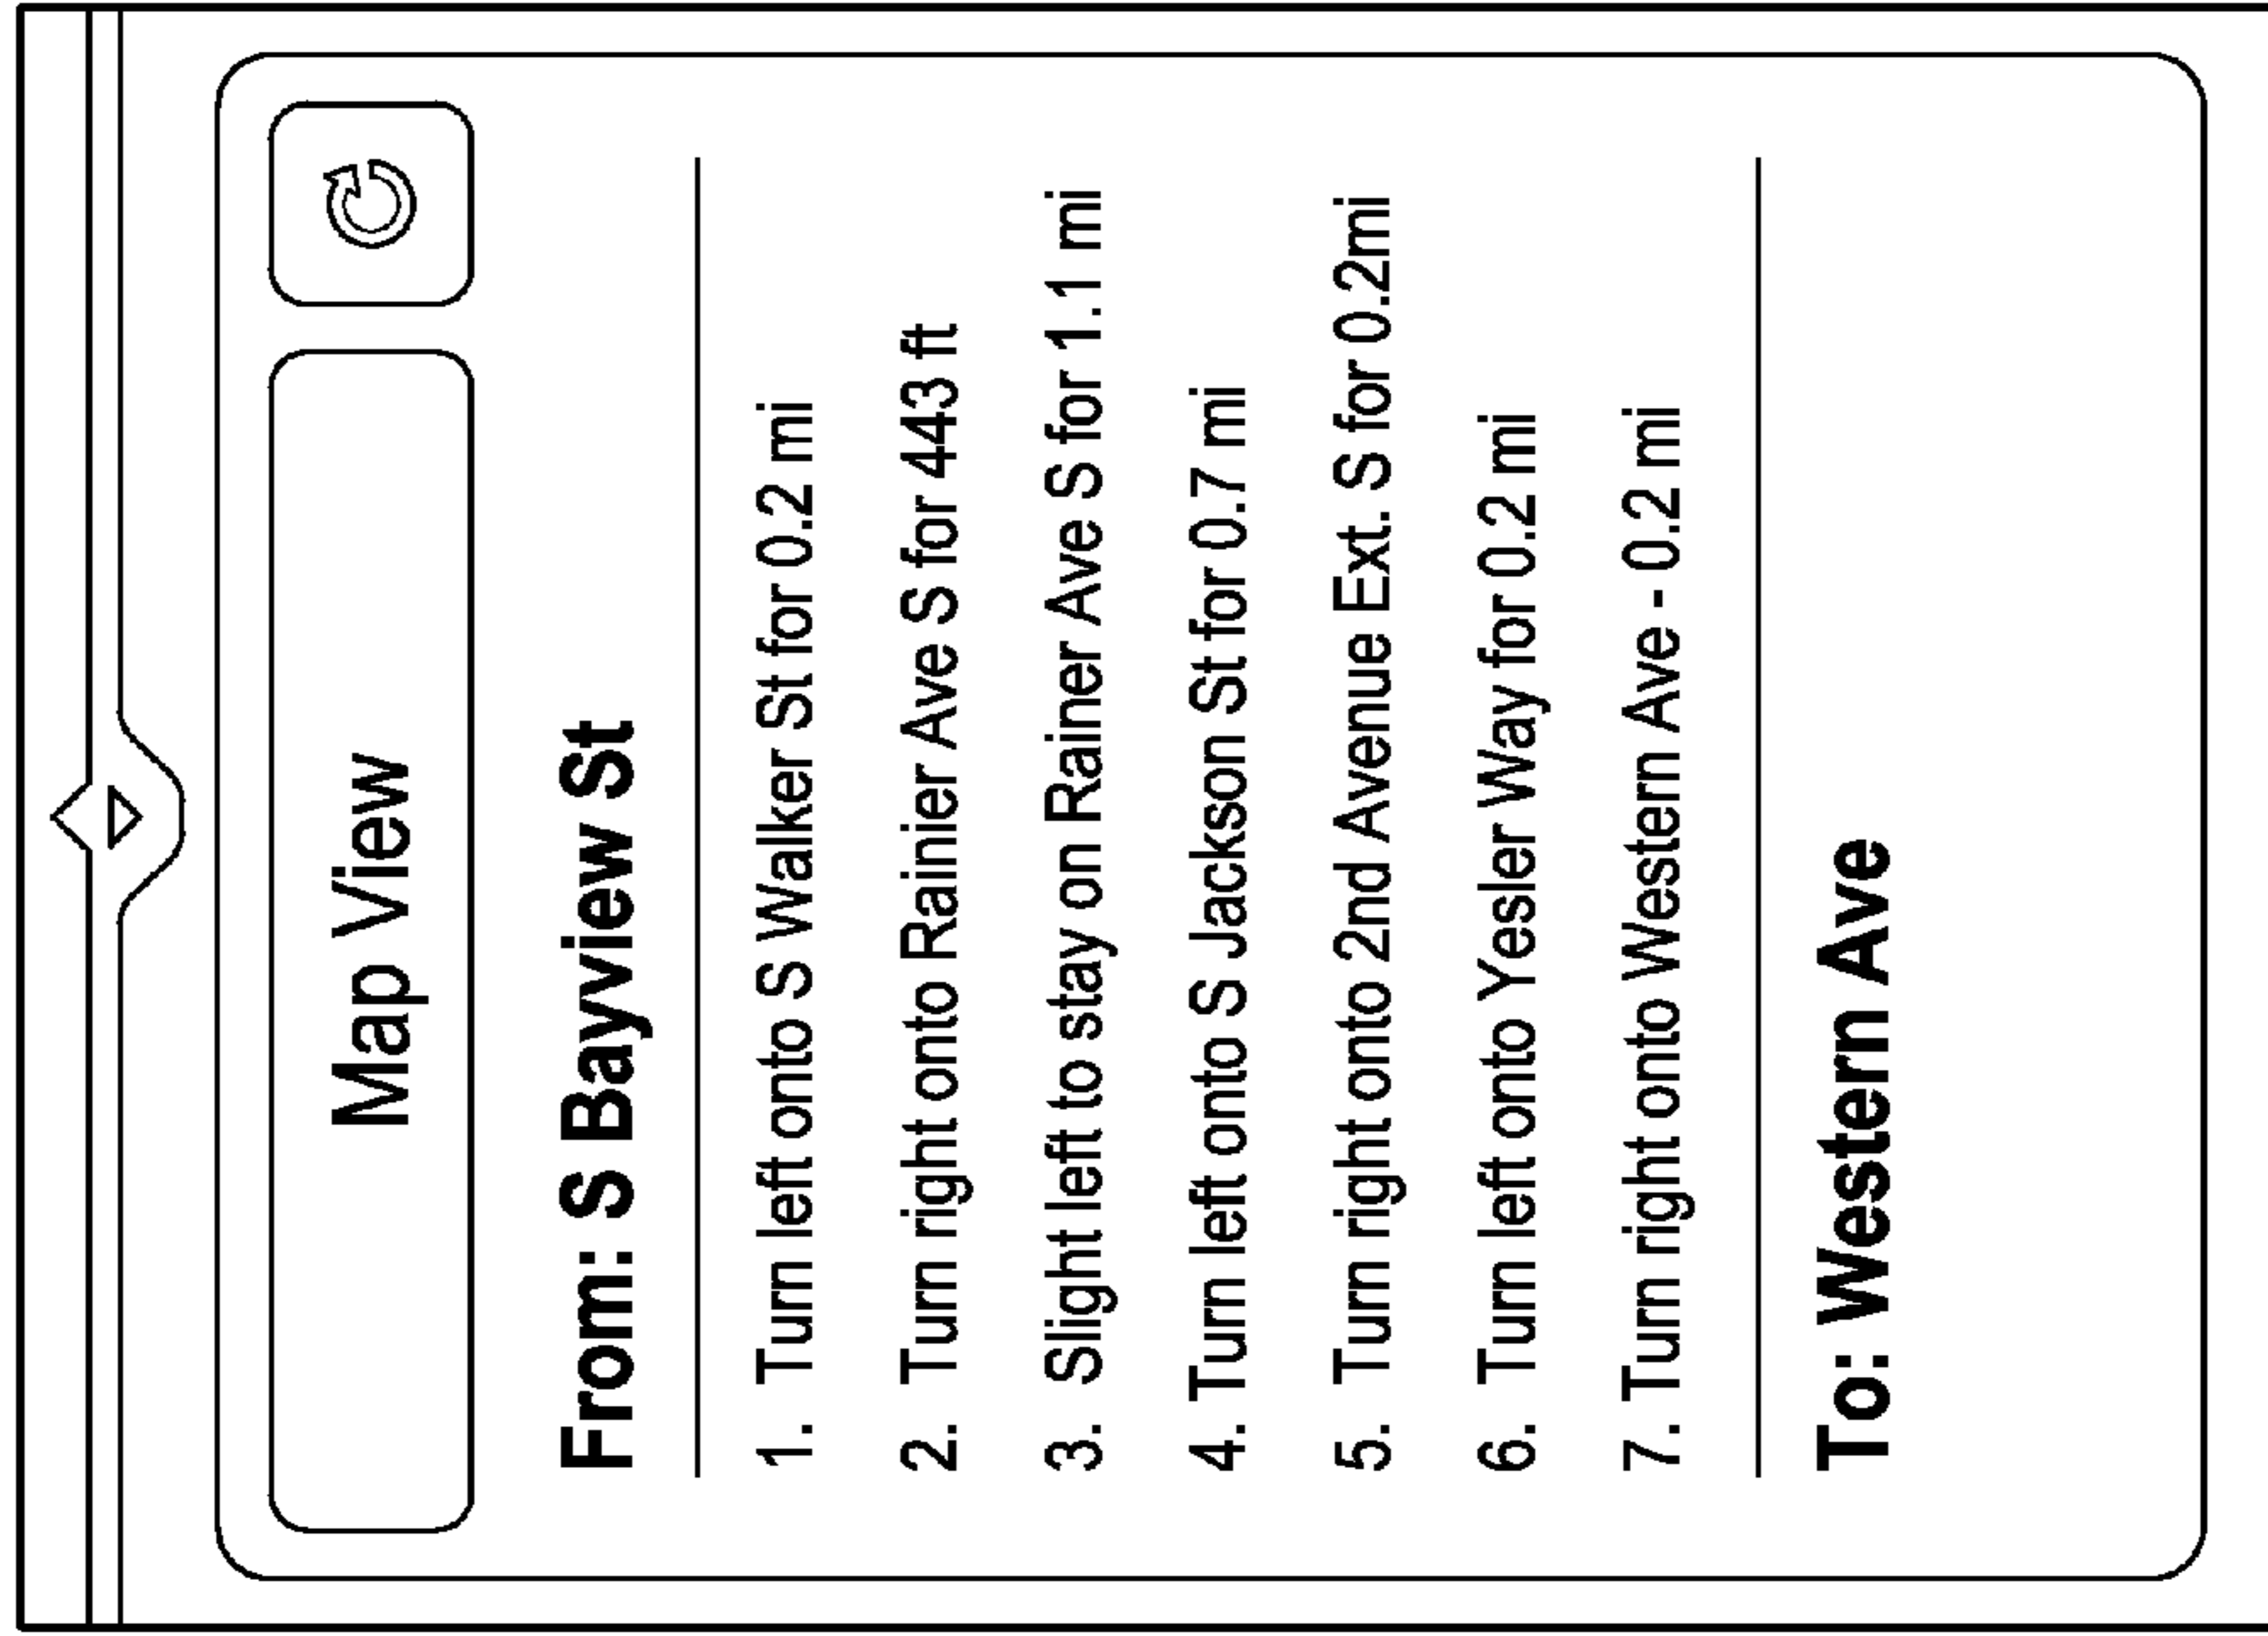 Map View
From: S Bayview St
1. Turn left onto S Walker St for 0.2 mi
2. Turn right onto Rainier Ave S for 443 ft
3. Slight left to stay on Rainer Ave S for 1.1 mi
4. Turn left onto S Jackson St for 0.7 mi
5. Turn right onto 2nd Avenue Ext. S for 0.2mi
6. Turn left onto Yesler Way for 0.2 mi
7. Turn right onto Western Ave - 0.2 mi
To: Western Ave